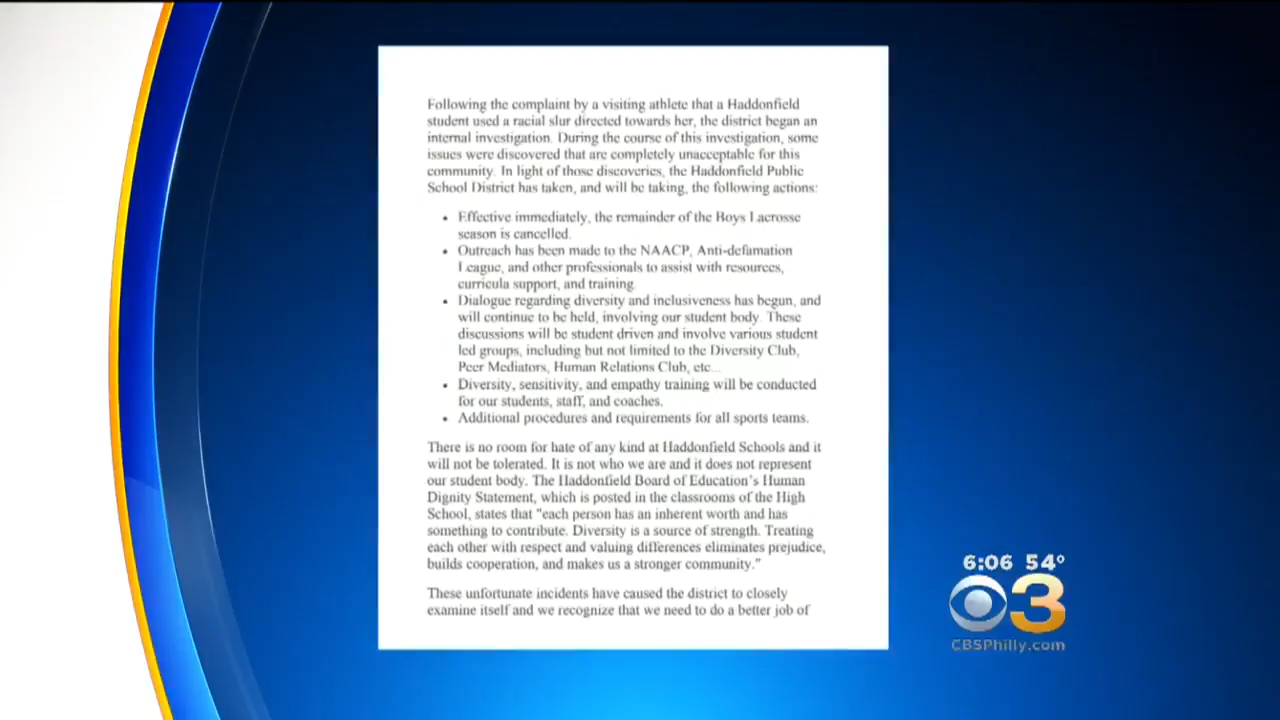 Following the complaint by a visiting athlete that a Haddonfield
student used a racial slur directed towards her, the district began an
internal investigation. During the course of this investigation, some
issues were discovered that are completely unacceptable for this
community. In light of those discoveries, the Haddonfield Public
School District has taken, and will be taking, the following actions:
• Effective immediately, the remainder of the Boys Lacrosse
season is cancelled.
• Outreach has been made to the NAACP, Anti-defamation
League, and other professionals to assist with resources,
curricula support, and training.
• Dialogue regarding diversity and inclusiveness has begun, and
will continue to be held, involving our student body. These
discussions will be student driven and involve various student
led groups, including but not limited to the Diversity Club,
Peer Mediators, Human Relations Club, etc...
• Diversity, sensitivity, and empathy training will be conducted
for our students, staff, and coaches.
• Additional procedures and requirements for all sports teams.
There is no room for hate of any kind at Haddonfield Schools and it
will not be tolerated. It is not who we are and it does not represent
our student body. The Haddonfield Board of Education's Human
Dignity Statement, which is posted in the classrooms of the High
School, states that "each person has an inherent worth and has
something to contribute. Diversity is a source of strength. Treating
each other with respect and valuing differences eliminates prejudice,
builds cooperation, and makes us a stronger community."
These unfortunate incidents have caused the district to closely
examine itself and we recognize that we need to do a better job of
6:06 54°
3
CBSPhilly.com